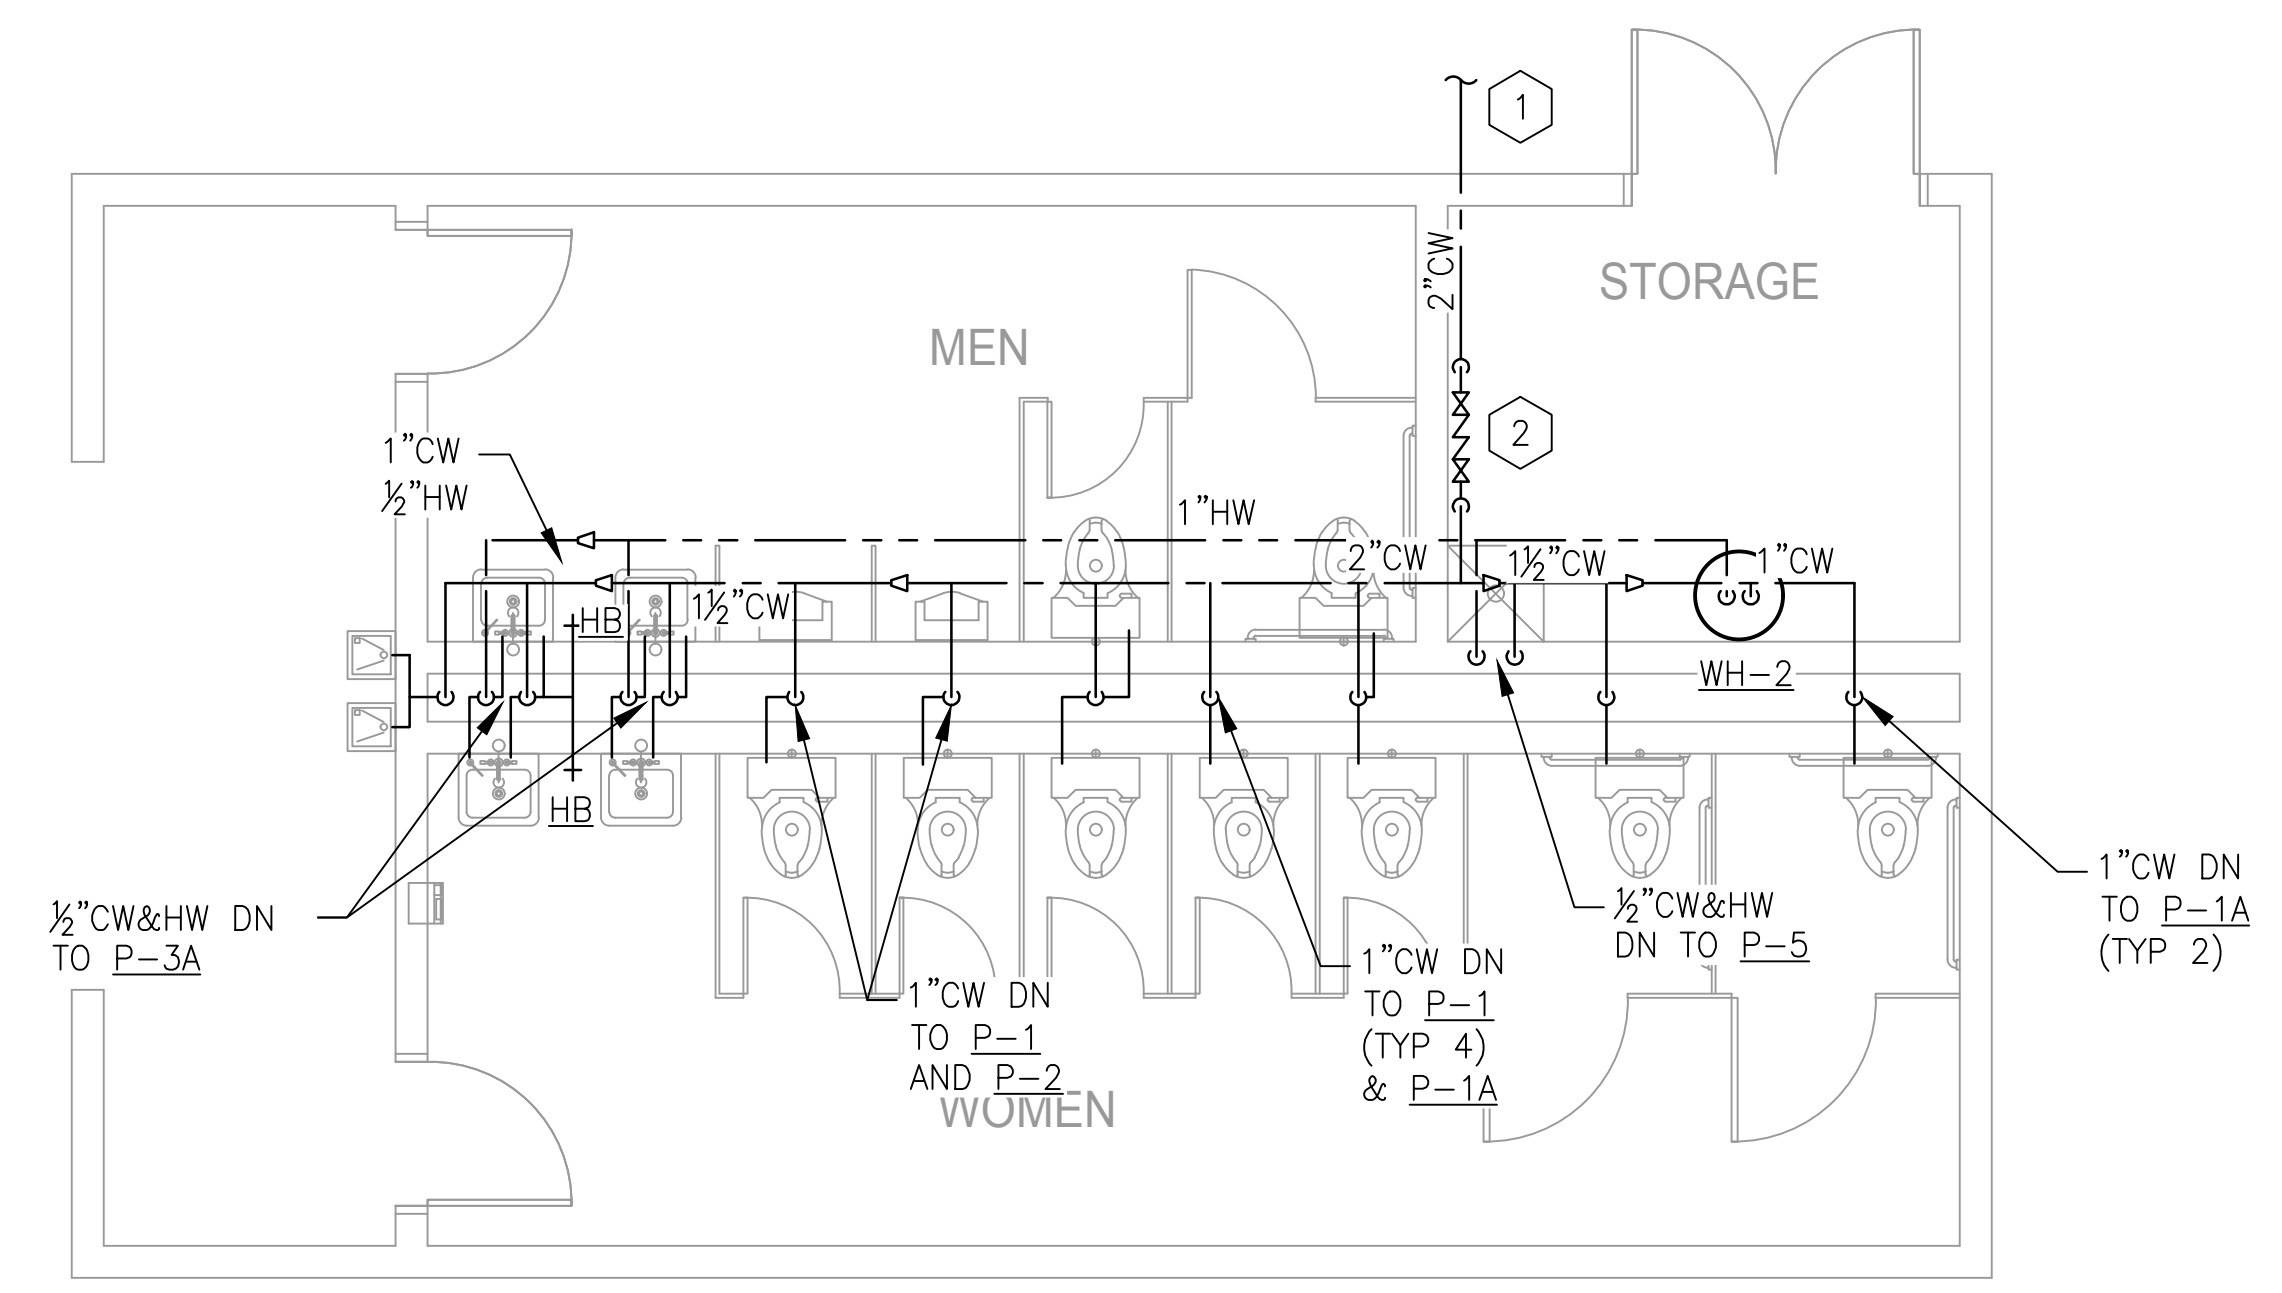 1
2"CW
STORAGE
MEN
2
1"CW
½"HW
1"HW
2"CW
1½"CW
1"CW
HB
1½"CW
WH-2
HB
½"CW&HW DN
TO P-3A
1"CW DN
TO P-1
AND P-2
WOMEN
1"CW DN
TO P-1
(TYP 4)
& P-1A
½"CW&HW
DN TO P-5
1"CW DN
TO P-1A
(TYP 2)